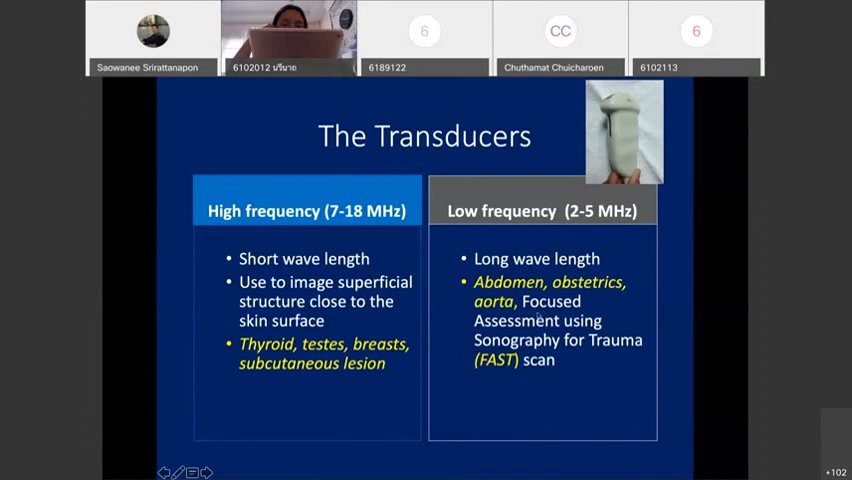 6
CC
6
Saowanee Srirattanapon
6102012 นรีนาถ
6189122
Chuthamat Chuicharoen
6102113
The Transducers
High frequency (7-18 MHz)
• Short wave length
• Use to image superficial
structure close to the
skin surface
• Thyroid, testes, breasts,
subcutaneous lesion
Low frequency (2-5 MHz)
• Long wave length
• Abdomen, obstetrics,
aorta, Focused
Assessment using
Sonography for Trauma
(FAST) scan
+102